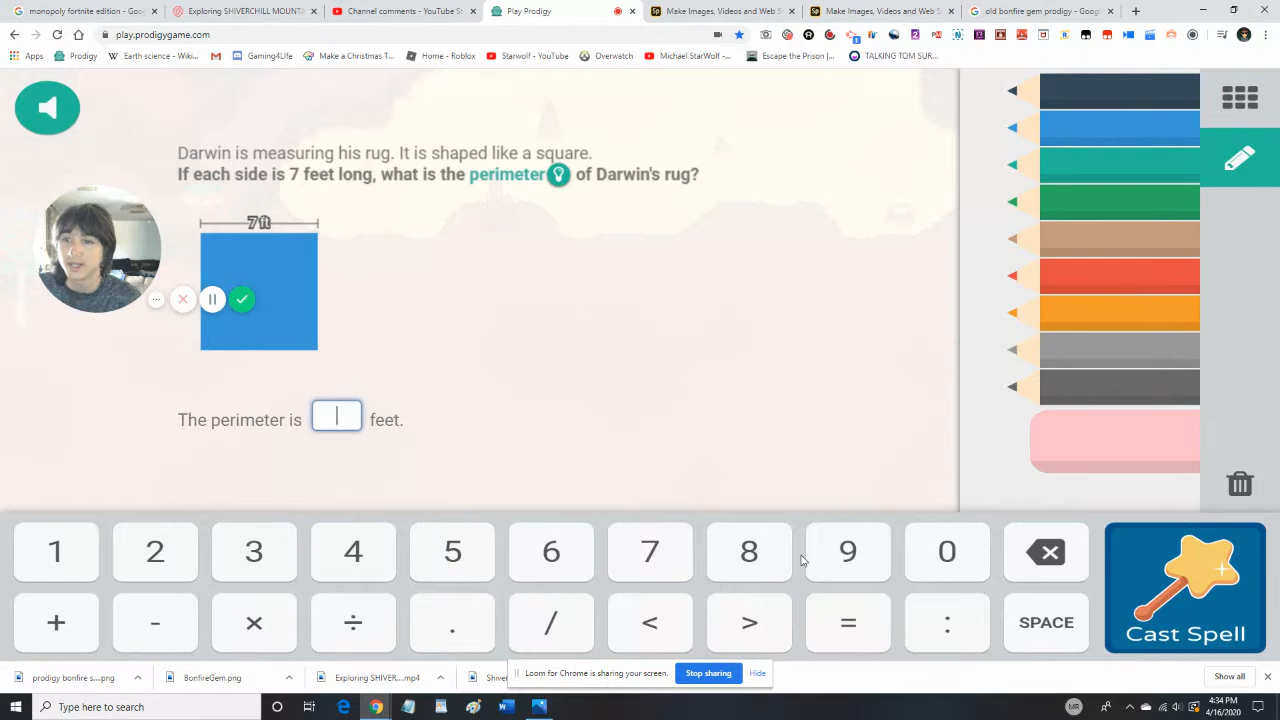 monopoly fortnite edition - Goog
Exploring SHIVERCHILL MOUNTA
Channel comments - YouTube St
Play Prodigy
Make Images, Videos and Web S
Make Images, Videos and Web S
old bonfire gem prodigy - Googl
play.prodigygame.com
Apps
Prodigy
Earth science - Wiki...
Gaming4Life
Make a Christmas T...
Home - Roblox
Starwolf - YouTube
Overwatch
Michael StarWolf -...
Escape the Prison |...
TALKING TOM SUR...
Darwin is measuring his rug. It is shaped like a square.
If each side is 7 feet long, what is the perimeter of Darwin's rug?
7 ft
The perimeter is feet.
1 2 3 4 5 6 7 8 9 0
+ - × ÷ . / < > = : SPACE
Cast Spell
prodigy bonfire s....png
BonfireGem.png
Exploring SHIVER....mp4
Loom for Chrome is sharing your screen.
Stop sharing
Hide
Show all
Type here to search
MR
4:34 PM
4/16/2020